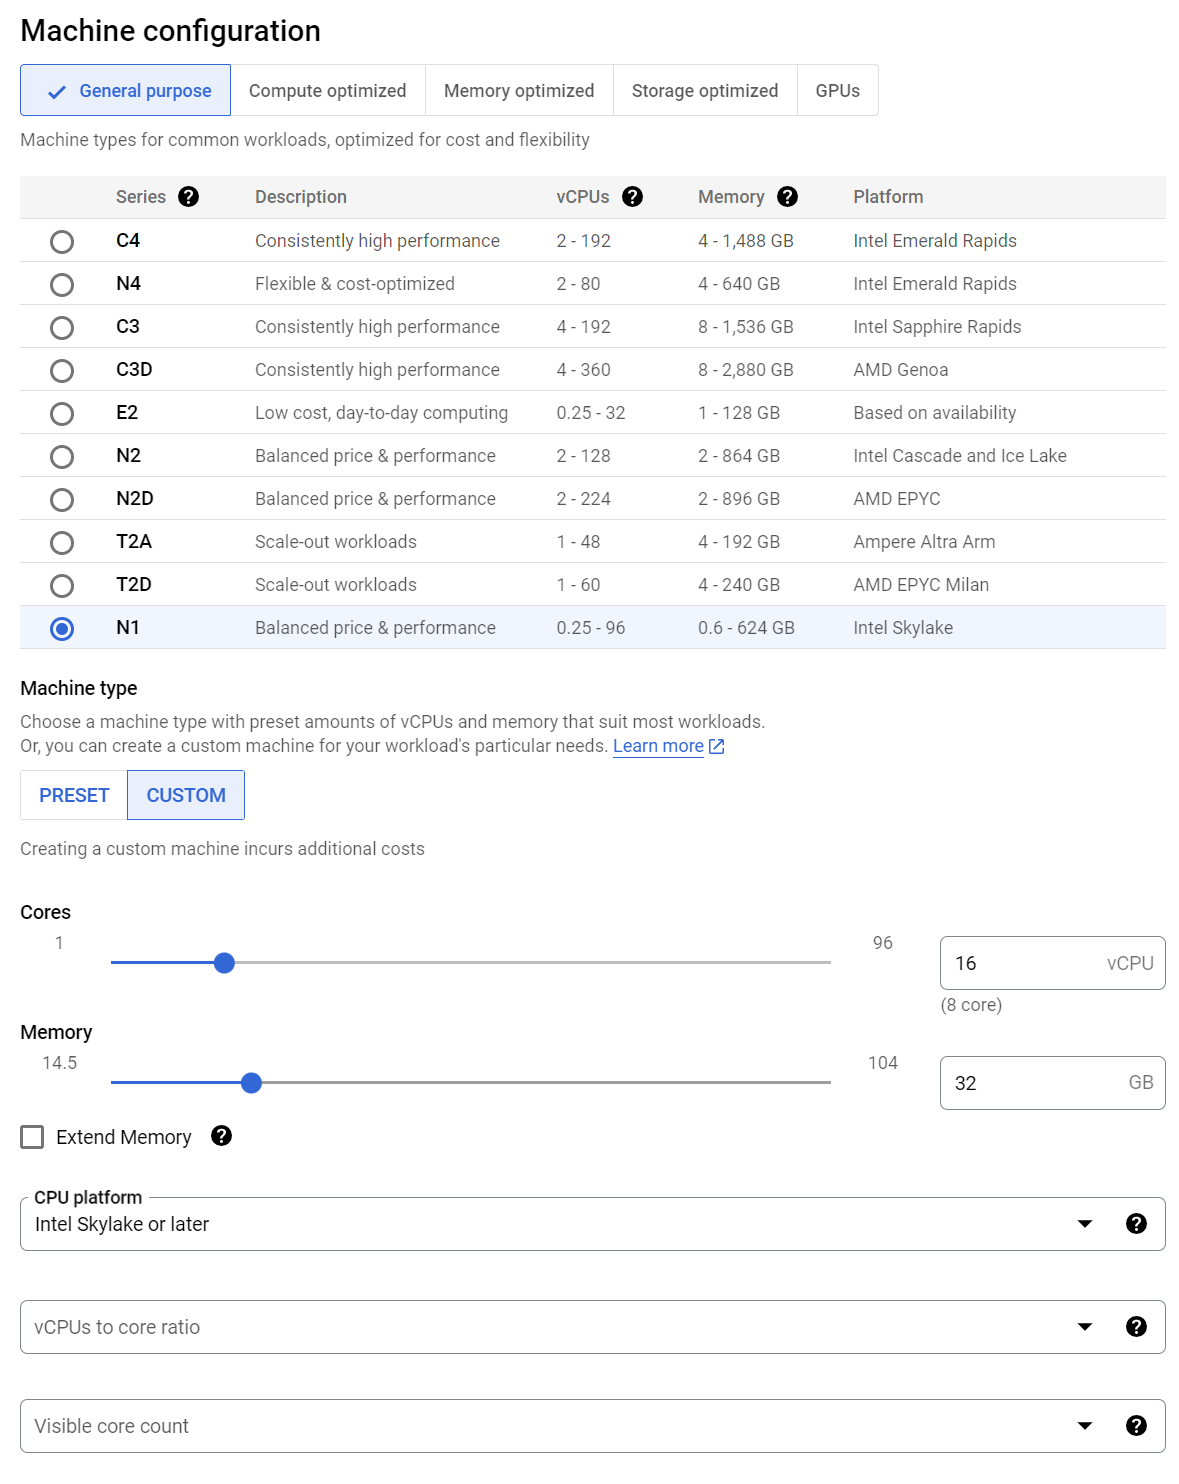 Machine configuration
General purpose Compute optimized Memory optimized Storage optimized GPUs
Machine types for common workloads, optimized for cost and flexibility
Series Description vCPUs Memory Platform
C4 Consistently high performance 2 - 192 4 - 1,488 GB Intel Emerald Rapids
N4 Flexible & cost-optimized 2 - 80 4 - 640 GB Intel Emerald Rapids
C3 Consistently high performance 4 - 192 8 - 1,536 GB Intel Sapphire Rapids
C3D Consistently high performance 4 - 360 8 - 2,880 GB AMD Genoa
E2 Low cost, day-to-day computing 0.25 - 32 1 - 128 GB Based on availability
N2 Balanced price & performance 2 - 128 2 - 864 GB Intel Cascade and Ice Lake
N2D Balanced price & performance 2 - 224 2 - 896 GB AMD EPYC
T2A Scale-out workloads 1 - 48 4 - 192 GB Ampere Altra Arm
T2D Scale-out workloads 1 - 60 4 - 240 GB AMD EPYC Milan
N1 Balanced price & performance 0.25 - 96 0.6 - 624 GB Intel Skylake
Machine type
Choose a machine type with preset amounts of vCPUs and memory that suit most workloads.
Or, you can create a custom machine for your workload's particular needs. Learn more
PRESET CUSTOM
Creating a custom machine incurs additional costs
Cores
1 96
16 vCPU
(8 core)
Memory
14.5 104
32 GB
Extend Memory
CPU platform
Intel Skylake or later
vCPUs to core ratio
Visible core count